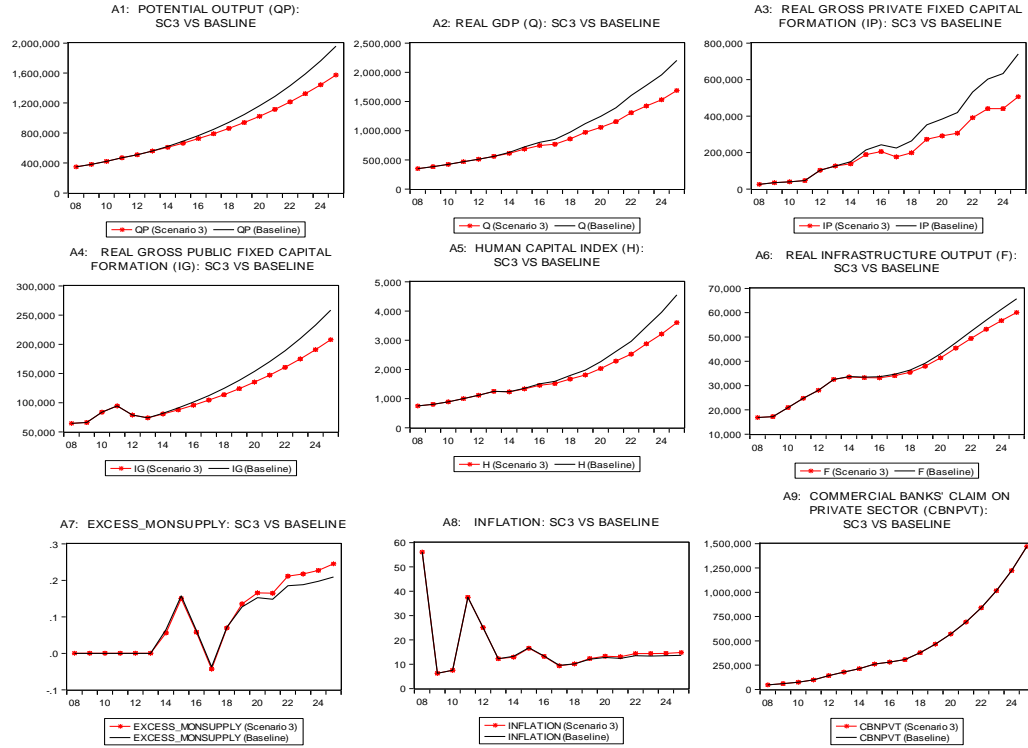 A1: POTENTIAL OUTPUT (QP):
SC3 VS BASLINE
2,000,000
1,600,000
1,200,000
800,000
400,000
0
08 10 12 14 16 18 20 22 24
QP (Scenario 3) QP (Baseline)
A2: REAL GDP (Q): SC3 VS BASELINE
2,500,000
2,000,000
1,500,000
1,000,000
500,000
0
08 10 12 14 16 18 20 22 24
Q (Scenario 3) Q (Baseline)
A3: REAL GROSS PRIVATE FIXED CAPITAL
FORMATION (IP): SC3 VS BASELINE
800,000
600,000
400,000
200,000
0
08 10 12 14 16 18 20 22 24
IP (Scenario 3) IP (Baseline)
A4: REAL GROSS PUBLIC FIXED CAPITAL
FORMATION (IG): SC3 VS BASELINE
300,000
250,000
200,000
150,000
100,000
50,000
08 10 12 14 16 18 20 22 24
IG (Scenario 3) IG (Baseline)
A5: HUMAN CAPITAL INDEX (H):
SC3 VS BASELINE
5,000
4,000
3,000
2,000
1,000
0
08 10 12 14 16 18 20 22 24
H (Scenario 3) H (Baseline)
A6: REAL INFRASTRUCTURE OUTPUT (F):
SC3 VS BASELINE
70,000
60,000
50,000
40,000
30,000
20,000
10,000
08 10 12 14 16 18 20 22 24
F (Scenario 3) F (Baseline)
A7: EXCESS_MONSUPPLY: SC3 VS BASELINE
.3
.2
.1
.0
-.1
08 10 12 14 16 18 20 22 24
EXCESS_MONSUPPLY (Scenario 3)
EXCESS_MONSUPPLY (Baseline)
A8: INFLATION: SC3 VS BASELINE
60
50
40
30
20
10
0
08 10 12 14 16 18 20 22 24
INFLATION (Scenario 3)
INFLATION (Baseline)
A9: COMMERCIAL BANKS' CLAIM ON
PRIVATE SECTOR (CBNPVT):
SC3 VS BASELINE
1,500,000
1,250,000
1,000,000
750,000
500,000
250,000
0
08 10 12 14 16 18 20 22 24
CBNPVT (Scenario 3)
CBNPVT (Baseline)